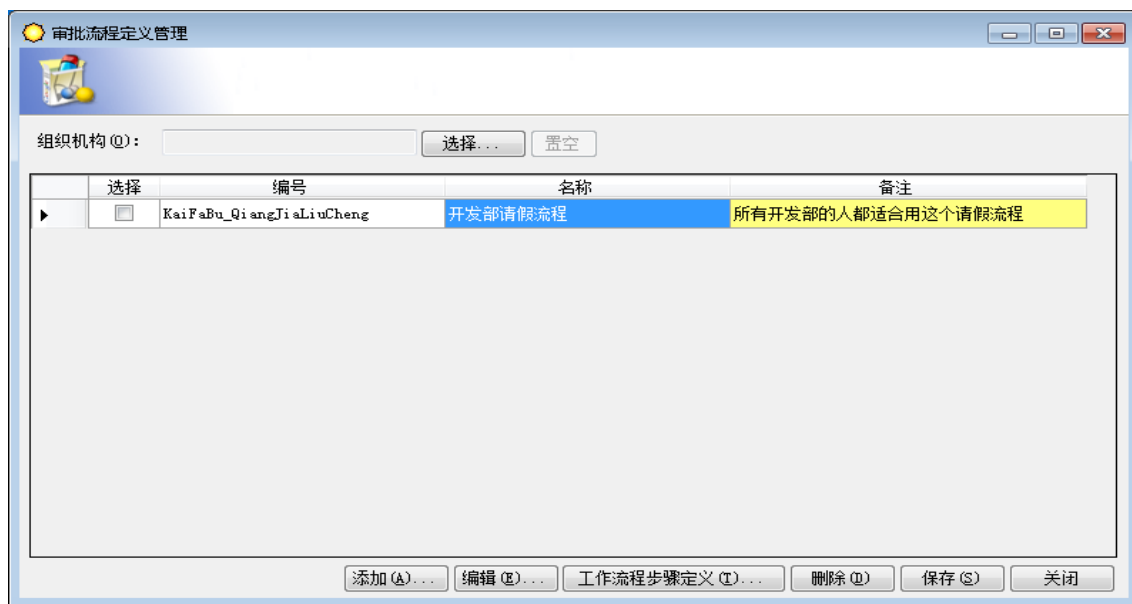 审批流程定义管理
组织机构(O): 选择... 置空
选择 编号 名称 备注
KaiFaBu_QiangJiaLiuCheng 开发部请假流程 所有开发部的人都适合用这个请假流程
添加(A)... 编辑(E)... 工作流程步骤定义(T)... 删除(D) 保存(S) 关闭